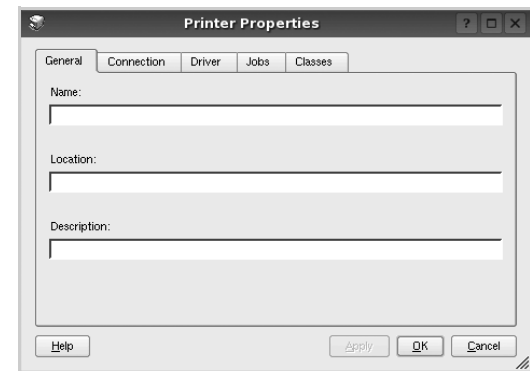 Printer Properties ?
General Connection Driver Jobs Classes
Name:
Location:
Description:
Help Apply OK Cancel